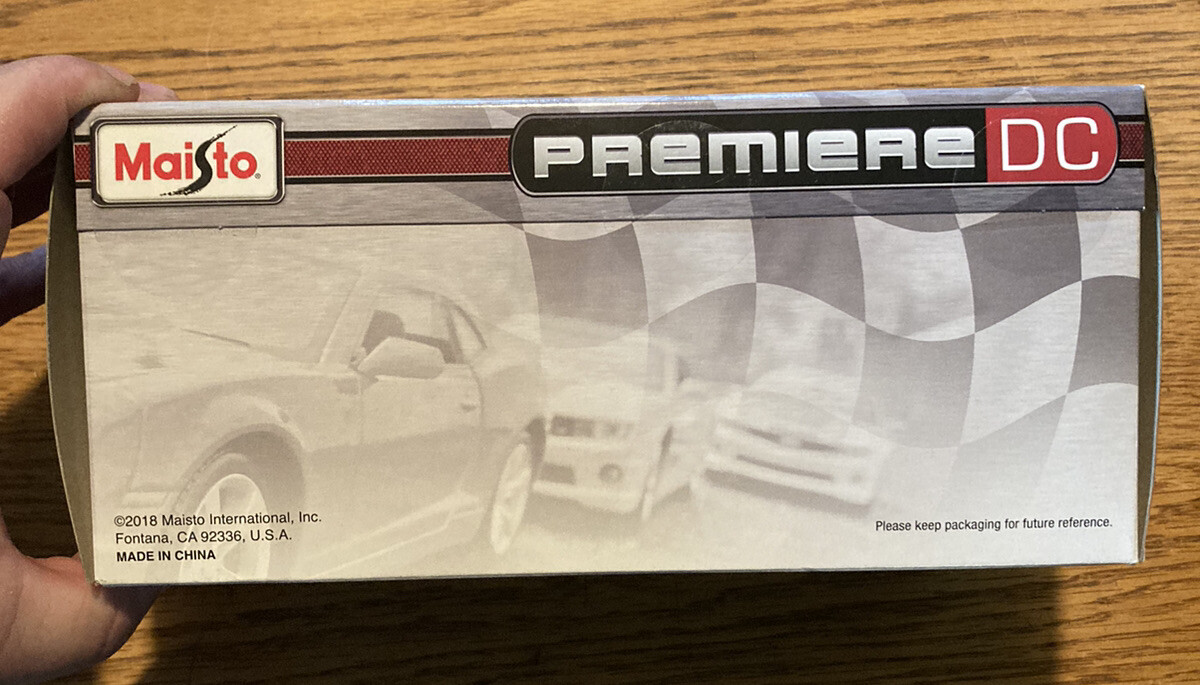 Maisto®
PREMIERE DC
©2018 Maisto International, Inc.
Fontana, CA 92336, U.S.A.
MADE IN CHINA
Please keep packaging for future reference.